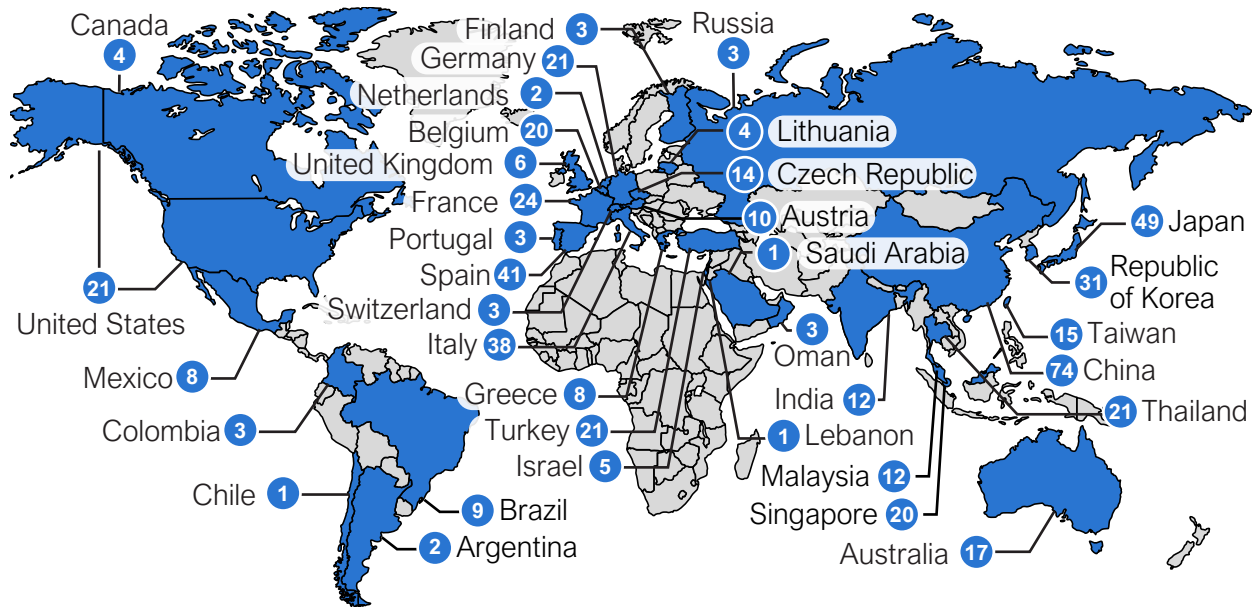 Canada
4
Finland 3
Russia
3
Germany 21
Netherlands 2
Belgium 20
4 Lithuania
United Kingdom 6
14 Czech Republic
France 24
10 Austria
49 Japan
Portugal 3
1 Saudi Arabia
Spain 41
31 Republic
of Korea
21
United States
Switzerland 3
3
Oman
15 Taiwan
Italy 38
Mexico 8
74 China
Greece 8
India 12
21 Thailand
Colombia 3
Turkey 21
1 Lebanon
Israel 5
Malaysia 12
Chile 1
9 Brazil
Singapore 20
2 Argentina
Australia 17